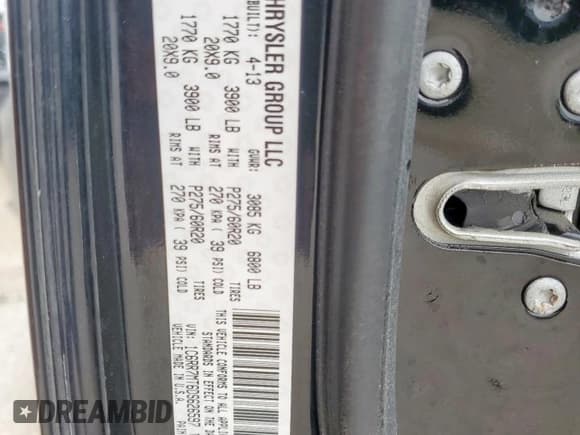 CHRYSLER GROUP LLC
BUILT): 4-13 GVWR: 3085 KG 6800 LB
1770 KG 3900 LB WITH P275/60R20 TIRES
20X9.0 RIMS AT 270 KPA ( 39 PSI) COLD
1770 KG 3900 LB WITH P275/60R20 TIRES
20X9.0 RIMS AT 270 KPA ( 39 PSI) COLD
THIS VEHICLE CONFORMS TO ALL
STANDARDS IN EFFECT ON THE
VIN: 1C6RR7MT6DS626597
VEHICLE MADE IN U.S.A.
DREAMBID